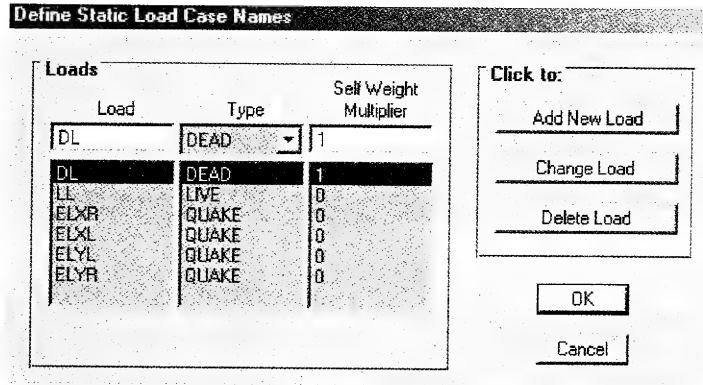 Define Static Load Case Names
Loads
Load Type Self Weight Multiplier
DL DEAD 1
DL DEAD 1
LL LIVE 0
ELXR QUAKE 0
ELXL QUAKE 0
ELYL QUAKE 0
ELYR QUAKE 0
Click to:
Add New Load
Change Load
Delete Load
OK
Cancel